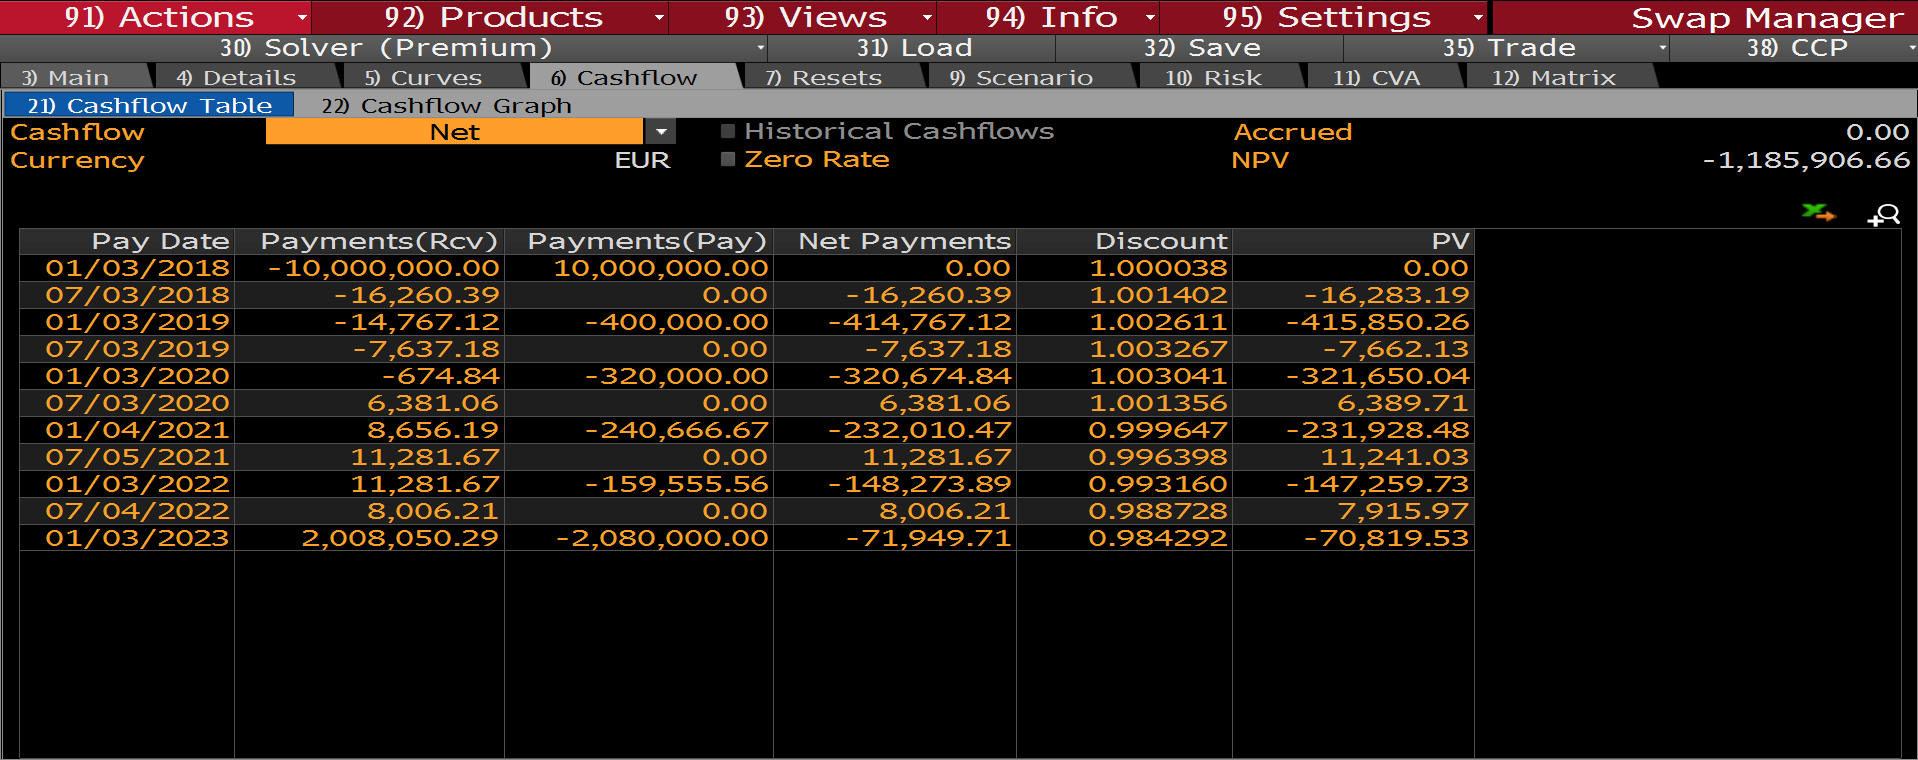 91) Actions 92) Products 93) Views 94) Info 95) Settings Swap Manager
30) Solver (Premium) 31) Load 32) Save 35) Trade 38) CCP
3) Main 4) Details 5) Curves 6) Cashflow 7) Resets 9) Scenario 10) Risk 11) CVA 12) Matrix
21) Cashflow Table 22) Cashflow Graph
Cashflow Net Historical Cashflows Accrued 0.00
Currency EUR Zero Rate NPV -1,185,906.66
Pay Date Payments(Rcv) Payments(Pay) Net Payments Discount PV
01/03/2018 -10,000,000.00 10,000,000.00 0.00 1.000038 0.00
07/03/2018 -16,260.39 0.00 -16,260.39 1.001402 -16,283.19
01/03/2019 -14,767.12 -400,000.00 -414,767.12 1.002611 -415,850.26
07/03/2019 -7,637.18 0.00 -7,637.18 1.003267 -7,662.13
01/03/2020 -674.84 -320,000.00 -320,674.84 1.003041 -321,650.04
07/03/2020 6,381.06 0.00 6,381.06 1.001356 6,389.71
01/04/2021 8,656.19 -240,666.67 -232,010.47 0.999647 -231,928.48
07/05/2021 11,281.67 0.00 11,281.67 0.996398 11,241.03
01/03/2022 11,281.67 -159,555.56 -148,273.89 0.993160 -147,259.73
07/04/2022 8,006.21 0.00 8,006.21 0.988728 7,915.97
01/03/2023 2,008,050.29 -2,080,000.00 -71,949.71 0.984292 -70,819.53